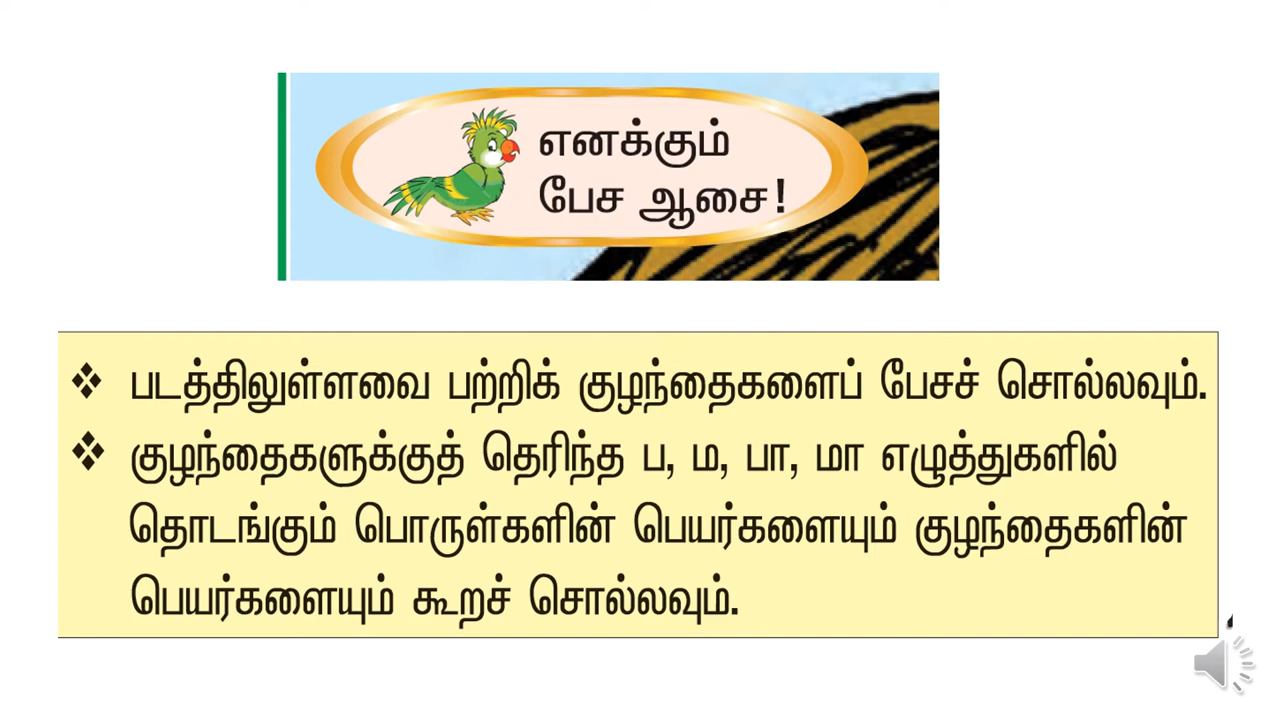 எனக்கும்
பேச ஆசை!
❖ படத்திலுள்ளவை பற்றிக் குழந்தைகளைப் பேசச் சொல்லவும்.
❖ குழந்தைகளுக்குத் தெரிந்த ப, ம, பா, மா எழுத்துகளில்
தொடங்கும் பொருள்களின் பெயர்களையும் குழந்தைகளின்
பெயர்களையும் கூறச் சொல்லவும்.